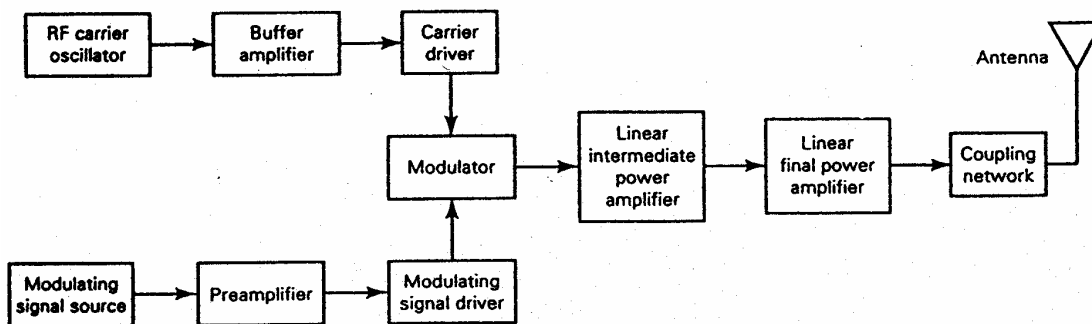 RF carrier
oscillator
Buffer
amplifier
Carrier
driver
Antenna
Modulator
Linear
intermediate
power
amplifier
Linear
final power
amplifier
Coupling
network
Modulating
signal source
Preamplifier
Modulating
signal driver